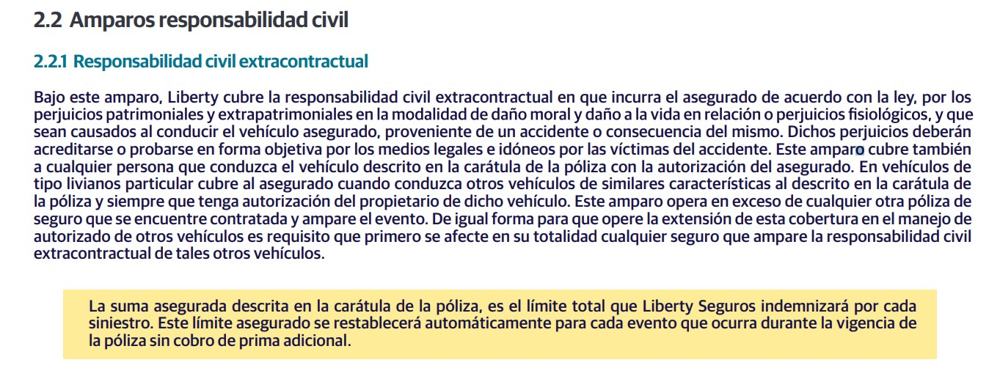 2.2 Amparos responsabilidad civil
2.2.1 Responsabilidad civil extracontractual
Bajo este amparo, Liberty cubre la responsabilidad civil extracontractual en que incurra el asegurado de acuerdo con la ley, por los
perjuicios patrimoniales y extrapatrimoniales en la modalidad de daño moral y daño a la vida en relación o perjuicios fisiológicos, y que
sean causados al conducir el vehículo asegurado, proveniente de un accidente o consecuencia del mismo. Dichos perjuicios deberán
acreditarse o probarse en forma objetiva por los medios legales e idóneos por las víctimas del accidente. Este amparo cubre también
a cualquier persona que conduzca el vehículo descrito en la carátula de la póliza con la autorización del asegurado. En vehículos de
tipo livianos particular cubre al asegurado cuando conduzca otros vehículos de similares características al descrito en la carátula de
la póliza y siempre que tenga autorización del propietario de dicho vehículo. Este amparo opera en exceso de cualquier otra póliza de
seguro que se encuentre contratada y ampare el evento. De igual forma para que opere la extensión de esta cobertura en el manejo de
autorizado de otros vehículos es requisito que primero se afecte en su totalidad cualquier seguro que ampare la responsabilidad civil
extracontractual de tales otros vehículos.
La suma asegurada descrita en la carátula de la póliza, es el límite total que Liberty Seguros indemnizará por cada
siniestro. Este límite asegurado se restablecerá automáticamente para cada evento que ocurra durante la vigencia de
la póliza sin cobro de prima adicional.